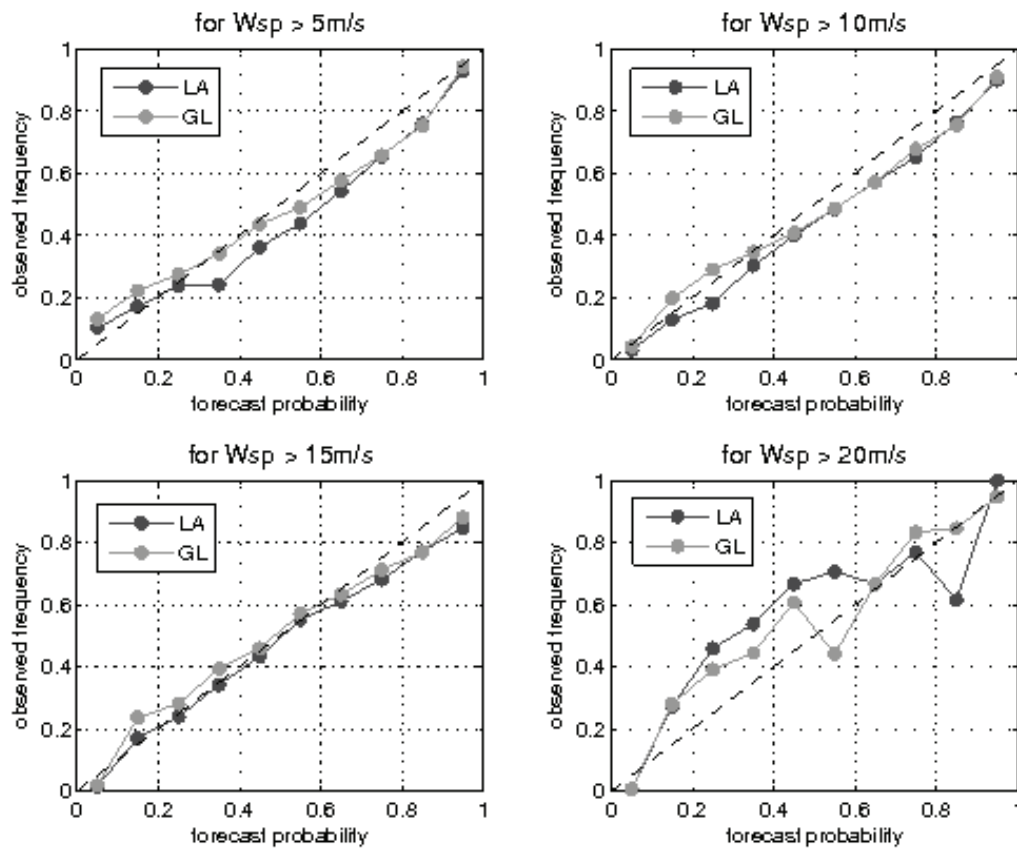 for Wsp > 5m/s
1
0.8
0.6
0.4
0.2
0
observed frequency
LA
GL
0 0.2 0.4 0.6 0.8 1
forecast probability
for Wsp > 10m/s
1
0.8
0.6
0.4
0.2
0
observed frequency
LA
GL
0 0.2 0.4 0.6 0.8 1
forecast probability
for Wsp > 15m/s
1
0.8
0.6
0.4
0.2
0
observed frequency
LA
GL
0 0.2 0.4 0.6 0.8 1
forecast probability
for Wsp > 20m/s
1
0.8
0.6
0.4
0.2
0
observed frequency
LA
GL
0 0.2 0.4 0.6 0.8 1
forecast probability